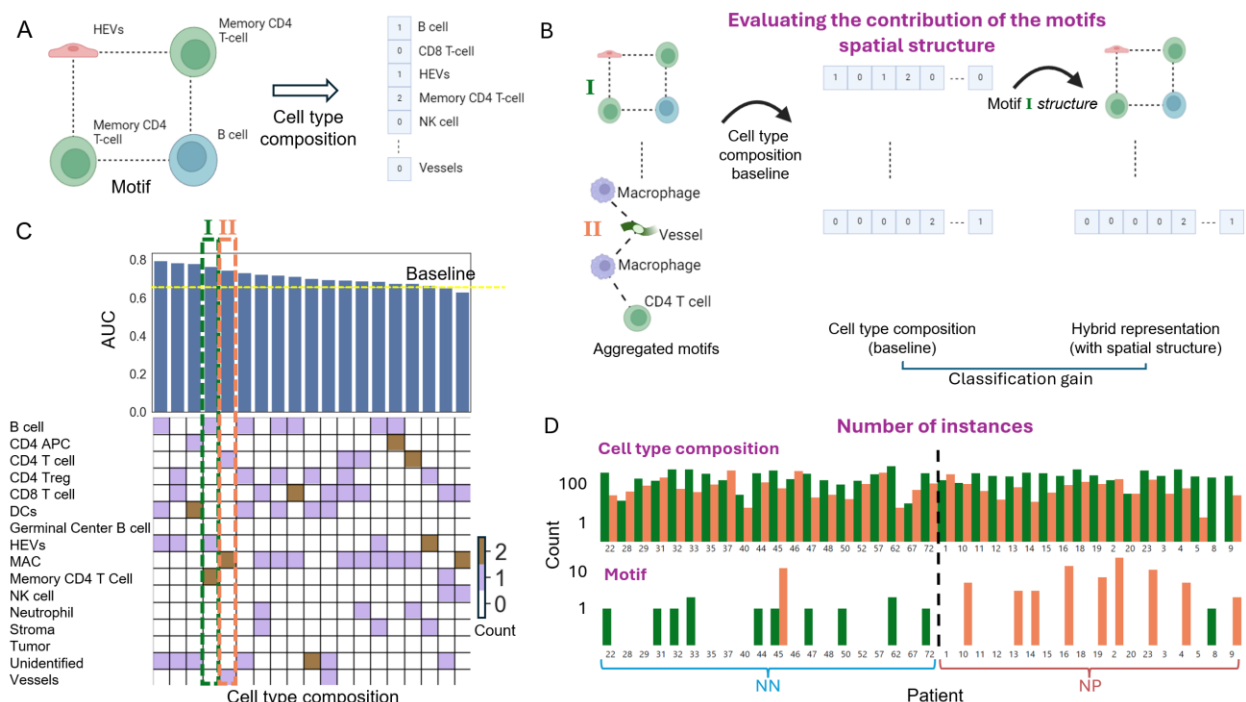 A
HEVs
Memory CD4
T-cell
Memory CD4
T-cell
B cell
Motif
Cell type
composition
1 B cell
0 CD8 T-cell
1 HEVs
2 Memory CD4 T-cell
0 NK cell
0 Vessels
B
Evaluating the contribution of the motifs
spatial structure
I
Cell type
composition
baseline
1 0 1 2 0 0
Motif I structure
II
Macrophage
Vessel
Macrophage
CD4 T cell
Aggregated motifs
0 0 0 0 2 1
0 0 0 0 2 1
Cell type composition
(baseline)
Hybrid representation
(with spatial structure)
Classification gain
C
I II
Baseline
AUC
0.8
0.6
0.4
0.2
0.0
B cell
CD4 APC
CD4 T cell
CD4 Treg
CD8 T cell
DCs
Germinal Center B cell
HEVs
MAC
Memory CD4 T Cell
NK cell
Neutrophil
Stroma
Tumor
Unidentified
Vessels
2
1
0
Count
Cell type composition
D
Number of instances
Cell type composition
Count
100
1
22 28 29 31 32 33 35 37 40 44 45 46 47 48 50 52 57 62 67 72 1 10 11 12 13 14 15 16 18 19 2 20 23 3 4 5 8 9
Motif
10
1
22 28 29 31 32 33 35 37 40 44 45 46 47 48 50 52 57 62 67 72 1 10 11 12 13 14 15 16 18 19 2 20 23 3 4 5 8 9
NN
NP
Patient